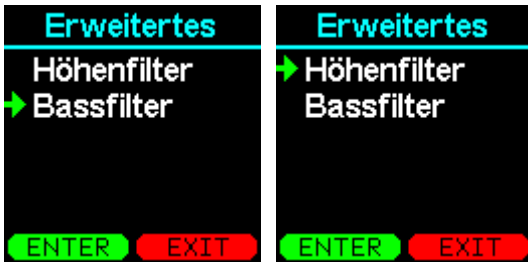 Erweitertes
Höhenfilter
Bassfilter
ENTER EXIT
Erweitertes
Höhenfilter
Bassfilter
ENTER EXIT